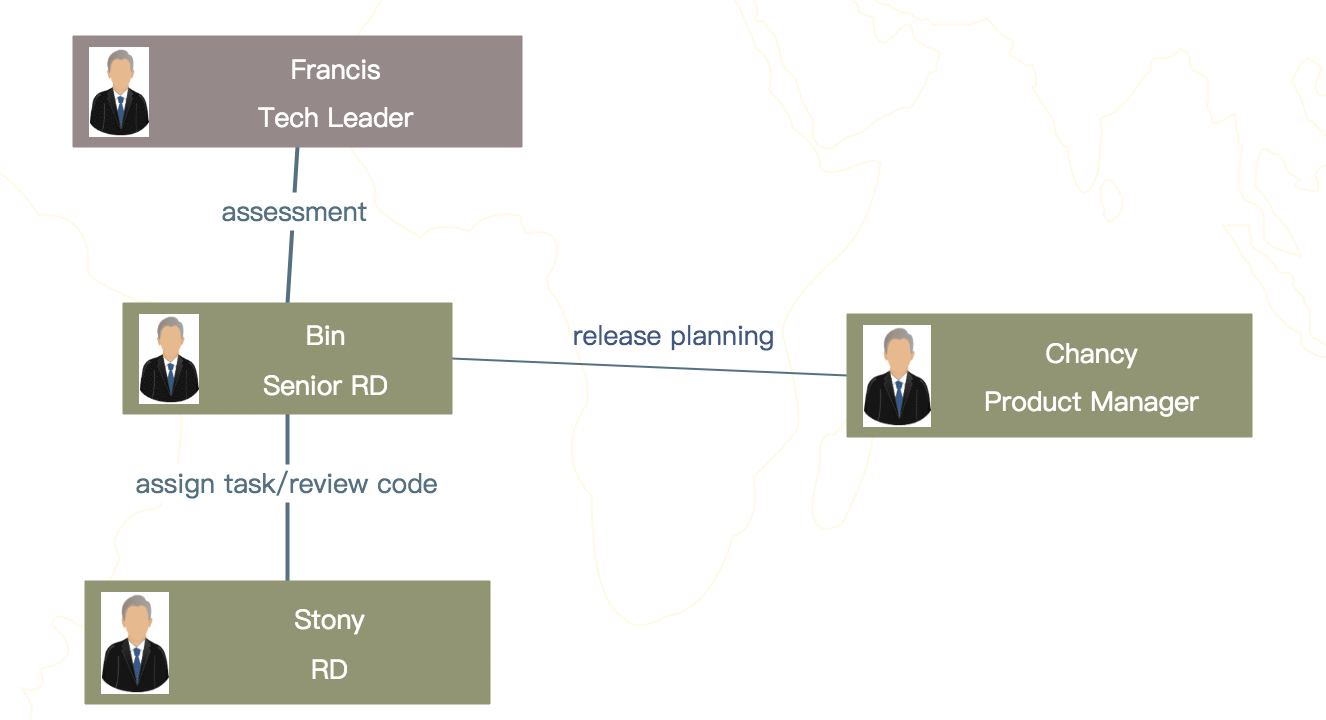 Francis
Tech Leader
assessment
Bin
Senior RD
release planning
Chancy
Product Manager
assign task/review code
Stony
RD